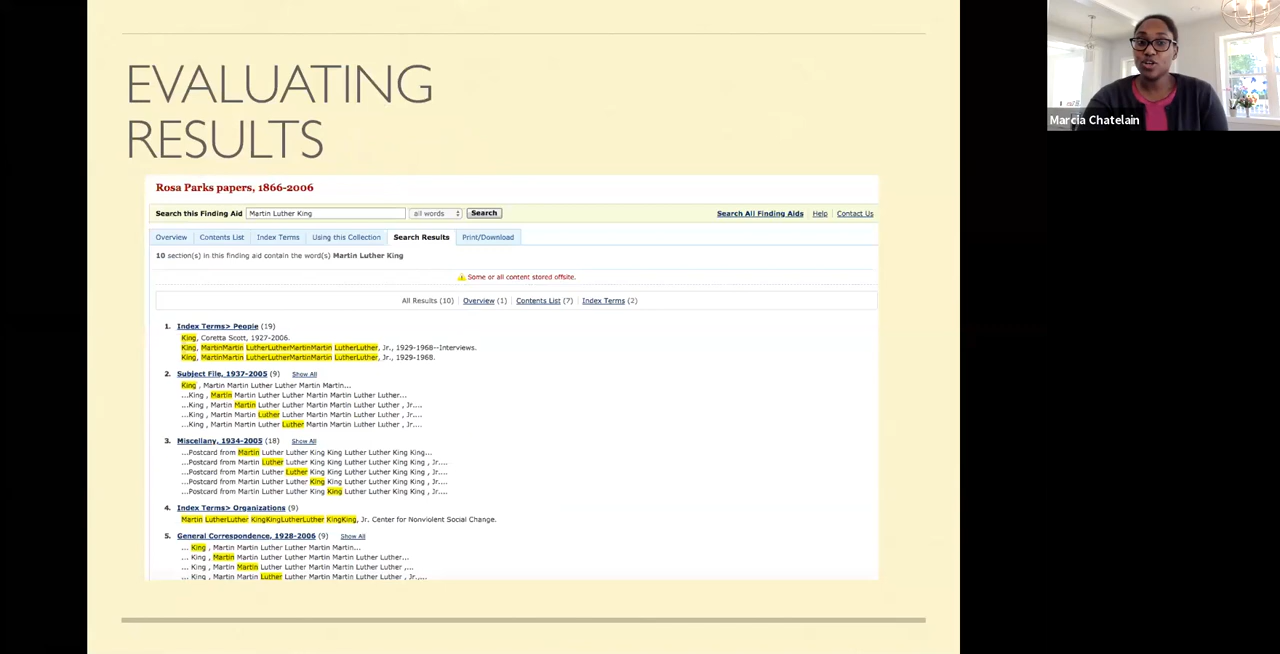 EVALUATING
RESULTS
Marcia Chatelain
Rosa Parks papers, 1866-2006
Search this Finding Aid Martin Luther King all words Search Search All Finding Aids Help Contact Us
Overview Contents List Index Terms Using this Collection Search Results Print/Download
10 section(s) in this finding aid contain the word(s) Martin Luther King
Some or all content stored offsite.
All Results (10) Overview (1) Contents List (7) Index Terms (2)
1. Index Terms> People (19)
King, Coretta Scott, 1927-2006.
King, MartinMartin LutherLutherMartinMartin LutherLuther, Jr., 1929-1968--Interviews.
King, MartinMartin LutherLutherMartinMartin LutherLuther, Jr., 1929-1968.
2. Subject File, 1937-2005 (9) Show All
King , Martin Martin Luther Luther Martin Martin...
...King , Martin Martin Luther Luther Martin Martin Luther Luther...
...King , Martin Martin Luther Luther Martin Martin Luther Luther , Jr....
...King , Martin Martin Luther Luther Martin Martin Luther Luther , Jr....
...King , Martin Martin Luther Luther Martin Martin Luther Luther , Jr....
3. Miscellany, 1934-2005 (18) Show All
...Postcard from Martin Luther Luther King King Luther Luther King King...
...Postcard from Martin Luther Luther King King Luther Luther King King , Jr....
...Postcard from Martin Luther Luther King King Luther Luther King King , Jr....
...Postcard from Martin Luther Luther King King Luther Luther King King , Jr....
...Postcard from Martin Luther Luther King King Luther Luther King King , Jr....
4. Index Terms> Organizations (9)
Martin LutherLuther KingKingLutherLuther KingKing, Jr. Center for Nonviolent Social Change.
5. General Correspondence, 1928-2006 (9) Show All
... King , Martin Martin Luther Luther Martin Martin...
... King , Martin Martin Luther Luther Martin Martin Luther Luther...
... King , Martin Martin Luther Luther Martin Martin Luther Luther ,...
... King , Martin Martin Luther Luther Martin Martin Luther Luther , Jr.,...